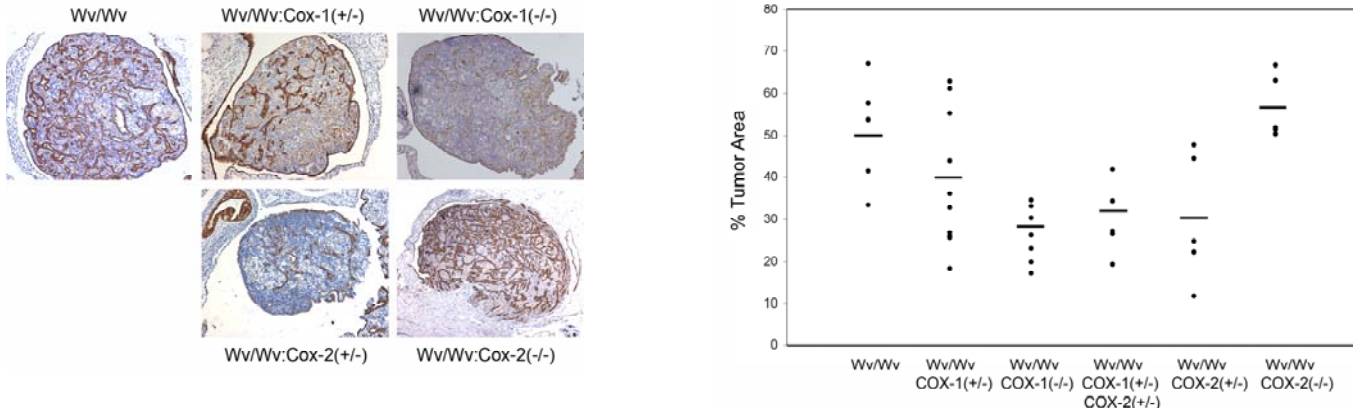 Wv/Wv Wv/Wv:Cox-1(+/-) Wv/Wv:Cox-1(-/-)
Wv/Wv:Cox-2(+/-) Wv/Wv:Cox-2(-/-)
% Tumor Area
80
70
60
50
40
30
20
10
0
Wv/Wv
Wv/Wv
COX-1(+/-)
Wv/Wv
COX-1(-/-)
Wv/Wv
COX-1(+/-)
COX-2(+/-)
Wv/Wv
COX-2(+/-)
Wv/Wv
COX-2(-/-)